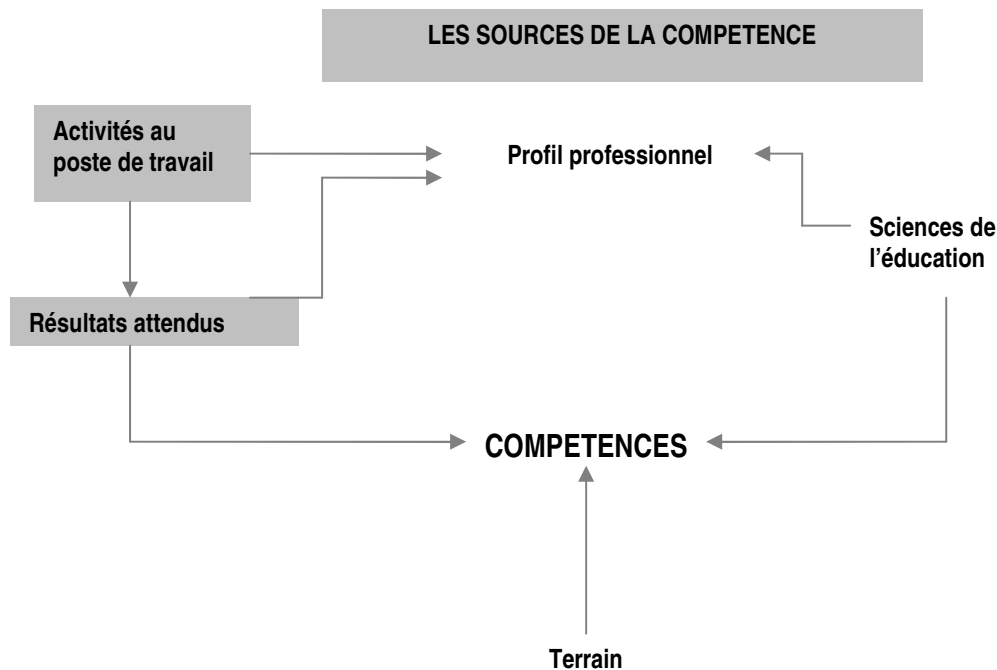 LES SOURCES DE LA COMPETENCE
Activités au
poste de travail
Profil professionnel
Sciences de
l'éducation
Résultats attendus
COMPETENCES
Terrain